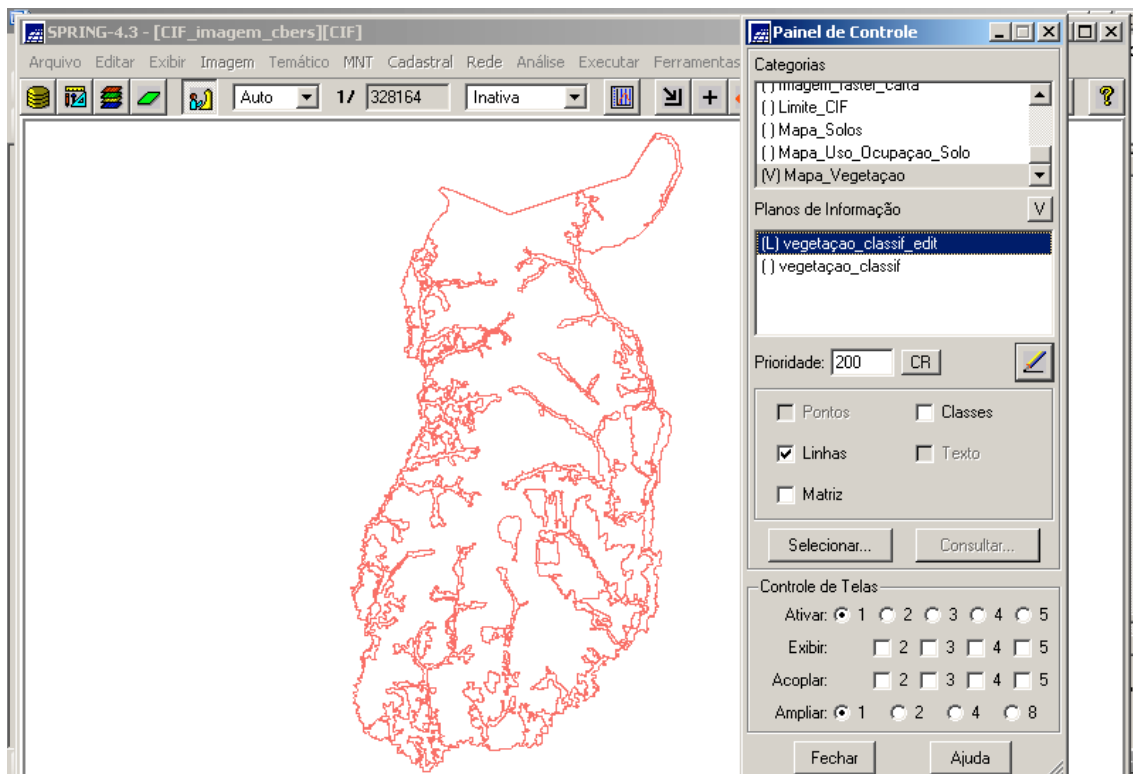 SPRING-4.3 - [CIF_imagem_cbers][CIF]
Arquivo Editar Exibir Imagem Temático MNT Cadastral Rede Análise Executar Ferramentas
Auto 1/ 328164 Inativa
Painel de Controle
Categorias
( ) Imagem_raster_carta
( ) Limite_CIF
( ) Mapa_Solos
( ) Mapa_Uso_Ocupaçao_Solo
(V) Mapa_Vegetaçao
Planos de Informação V
(L) vegetaçao_classif_edit
( ) vegetaçao_classif
Prioridade: 200 CR
Pontos Classes
Linhas Texto
Matriz
Selecionar... Consultar...
Controle de Telas
Ativar: 1 2 3 4 5
Exibir: 2 3 4 5
Acoplar: 2 3 4 5
Ampliar: 1 2 4 8
Fechar Ajuda